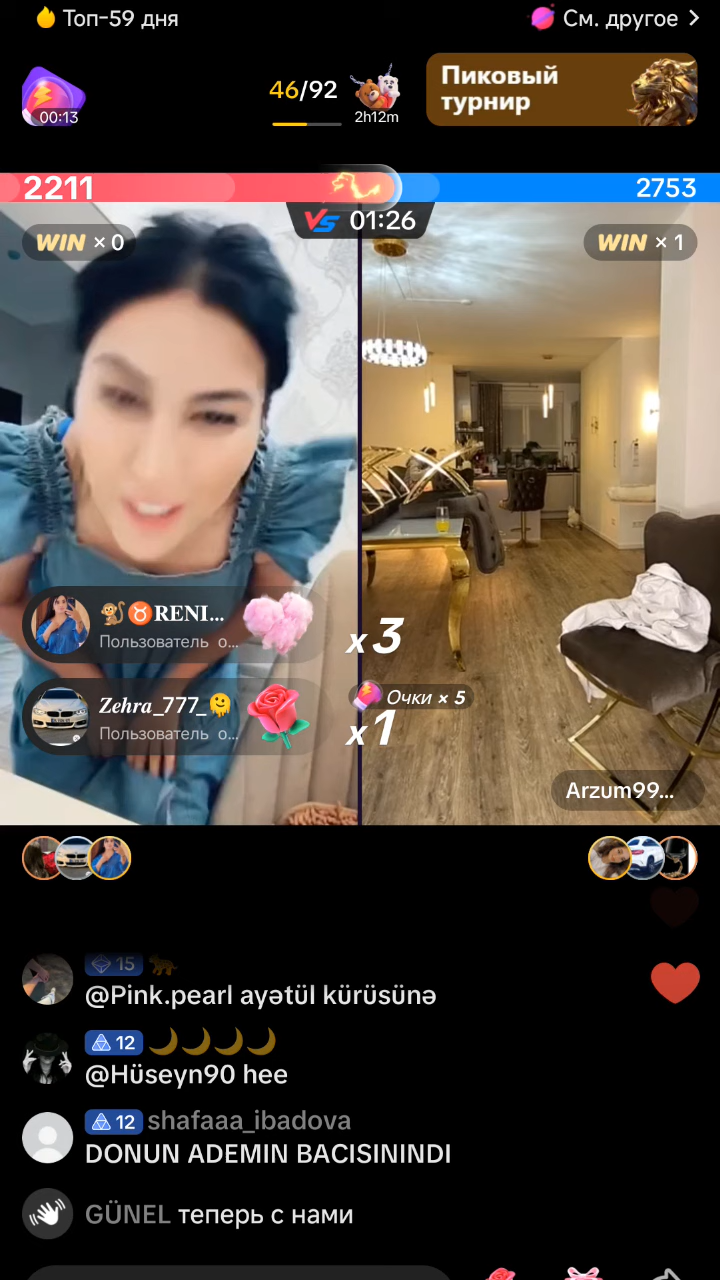 Топ-59 дня
См. другое
00:13
46/92
2h12m
Пиковый
турнир
2211
2753
VS 01:26
WIN × 0
WIN × 1
RENI...
Пользователь о...
x3
Zehra_777_
Пользователь о...
Очки × 5
x1
Arzum99...
15
@Pink.pearl ayətül kürüsünə
12
@Hüseyn90 hee
12 shafaaa_ibadova
DONUN ADEMIN BACISININDI
GÜNEL теперь с нами